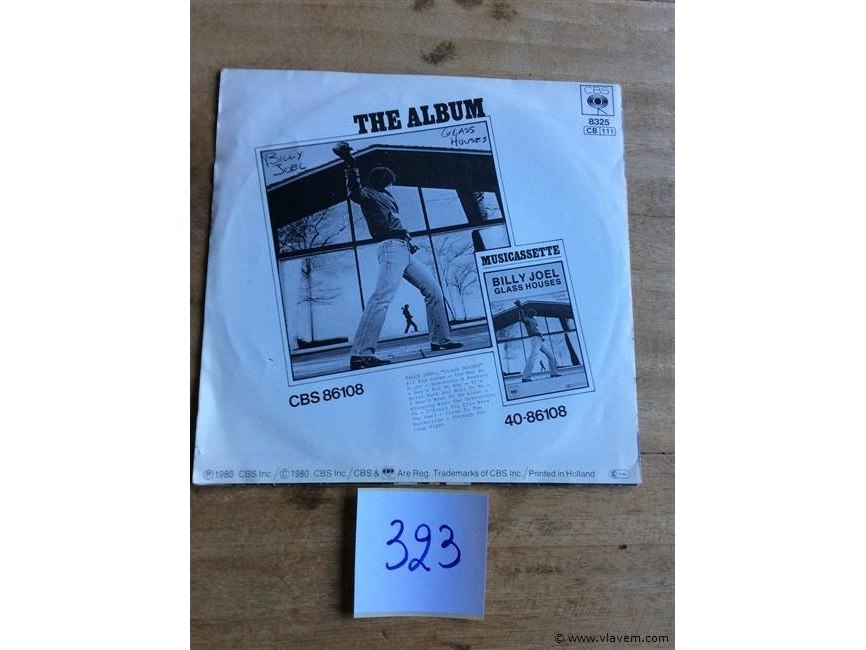 CBS
8325
CB 111
THE ALBUM
BILLY
JOEL
GLASS
HOUSES
MUSICASSETTE
BILLY JOEL
GLASS HOUSES
CBS 86108
40-86108
Ⓟ 1980 CBS Inc./Ⓒ 1980 CBS Inc./CBS & Are Reg. Trademarks of CBS Inc./Printed in Holland
323
© www.vlavem.com